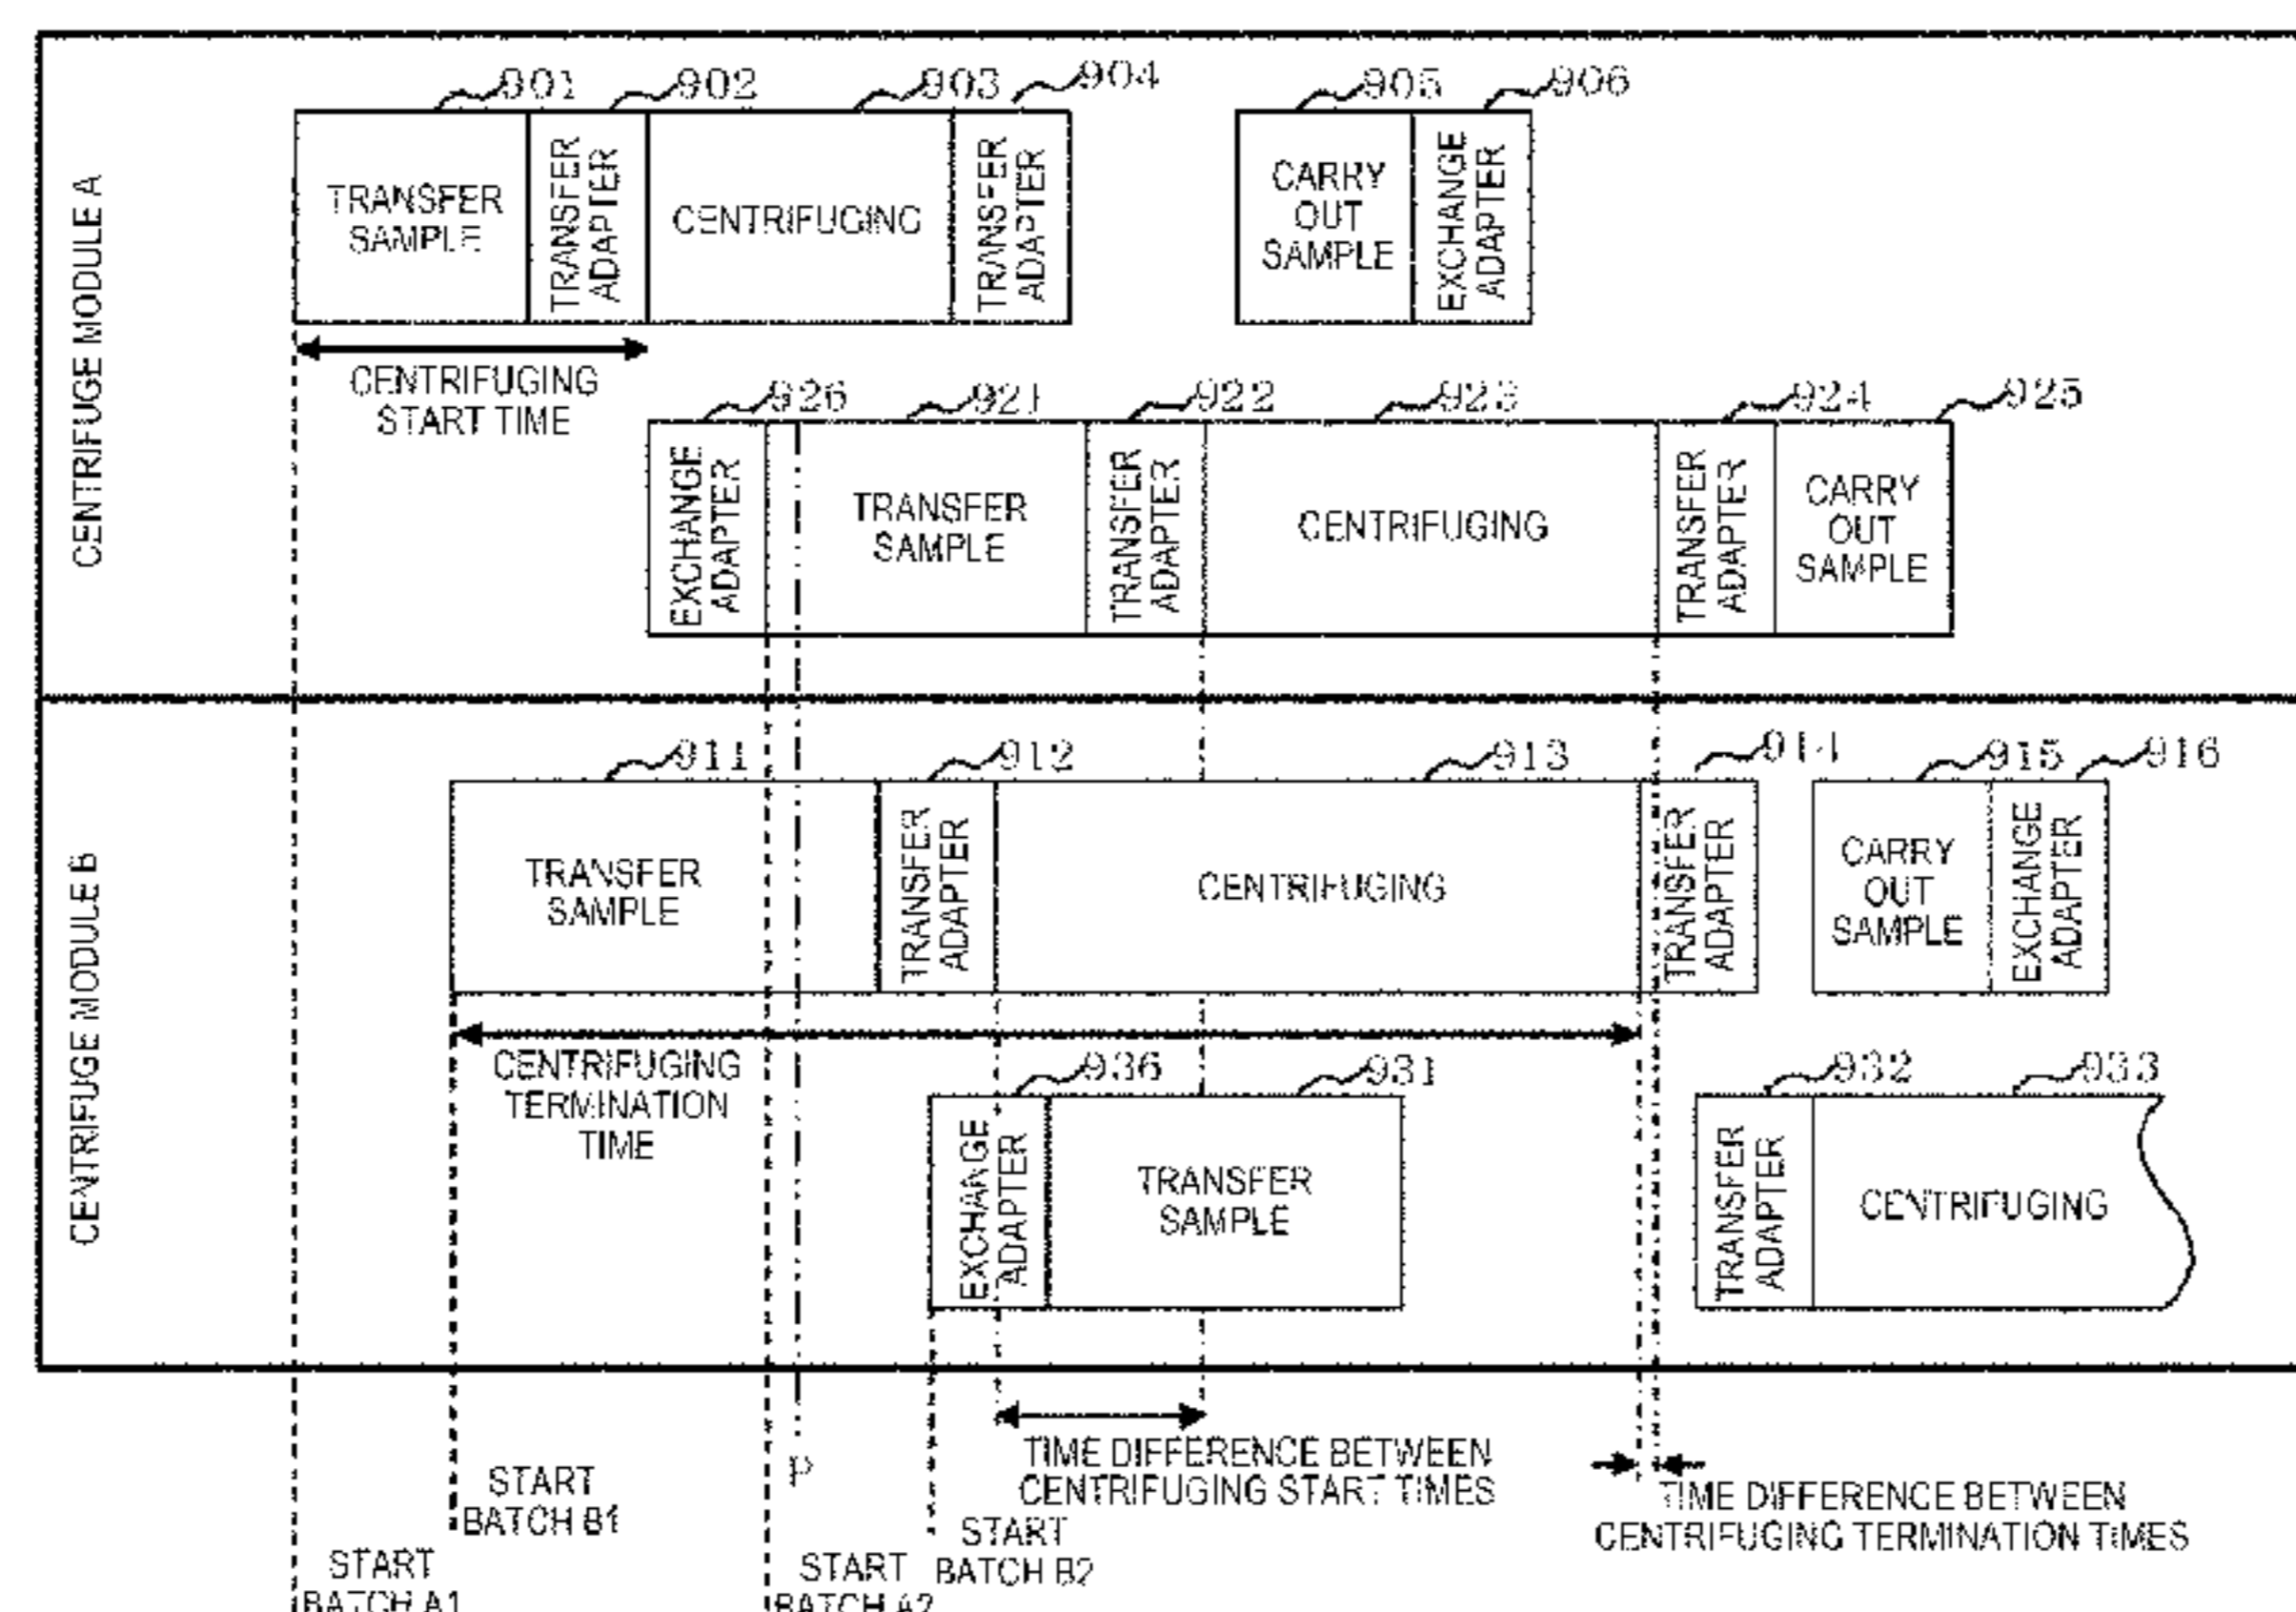 CENTRIFUGE MODULE A
901
902
903
904
905
906
TRANSFER
SAMPLE
TRANSFER
ADAPTER
CENTRIFUGING
TRANSFER
ADAPTER
CARRY
OUT
SAMPLE
EXCHANGE
ADAPTER
CENTRIFUGING
START TIME
926
921
922
923
924
925
EXCHANGE
ADAPTER
TRANSFER
SAMPLE
TRANSFER
ADAPTER
CENTRIFUGING
TRANSFER
ADAPTER
CARRY
OUT
SAMPLE
CENTRIFUGE MODULE B
911
912
913
914
915
916
TRANSFER
SAMPLE
TRANSFER
ADAPTER
CENTRIFUGING
TRANSFER
ADAPTER
CARRY
OUT
SAMPLE
EXCHANGE
ADAPTER
CENTRIFUGING
TERMINATION
TIME
936
931
932
933
EXCHANGE
ADAPTER
TRANSFER
SAMPLE
TRANSFER
ADAPTER
CENTRIFUGING
P
TIME DIFFERENCE BETWEEN
CENTRIFUGING START TIMES
TIME DIFFERENCE BETWEEN
CENTRIFUGING TERMINATION TIMES
START
BATCH B1
START
BATCH B2
START
BATCH A1
START
BATCH A2